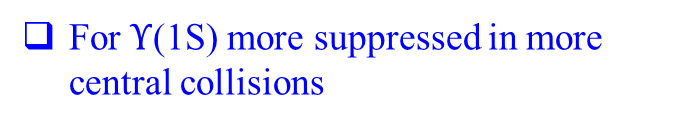 ❑ For ϒ(1S) more suppressed in more
central collisions